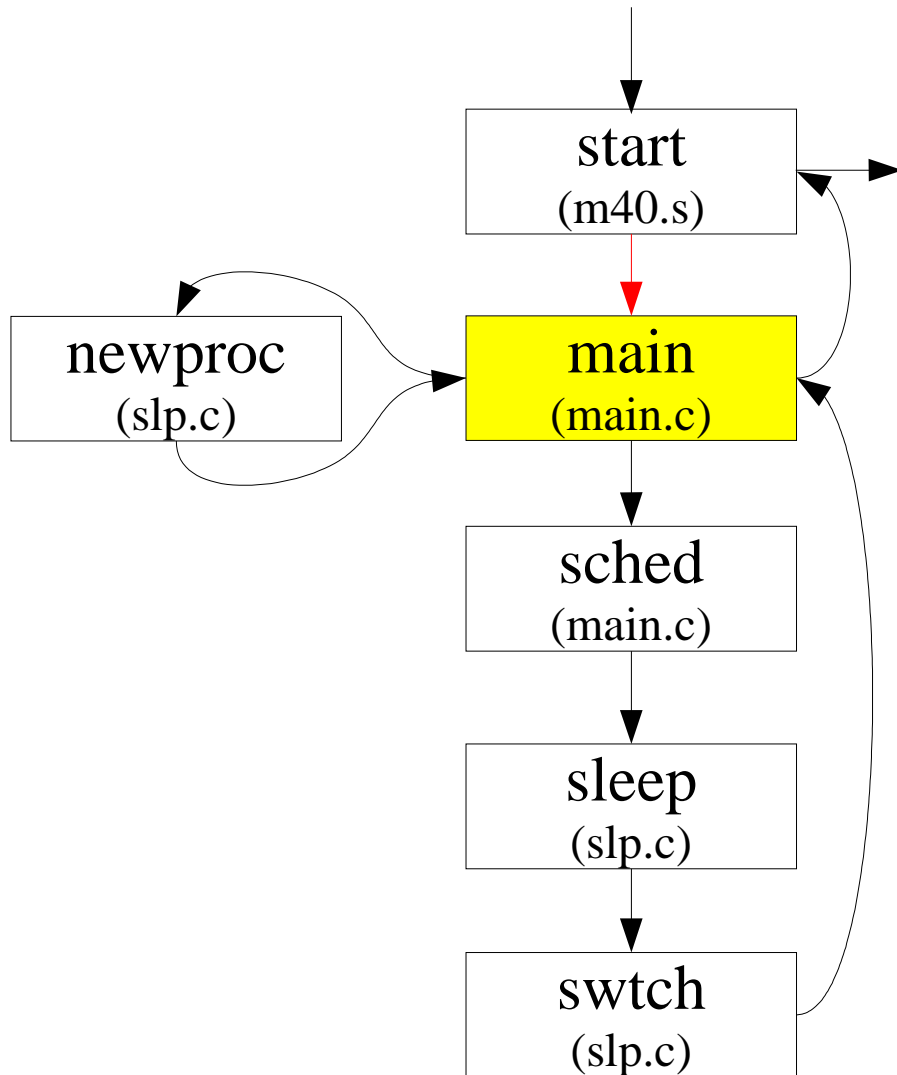 start
(m40.s)
newproc
(slp.c)
main
(main.c)
sched
(main.c)
sleep
(slp.c)
swtch
(slp.c)